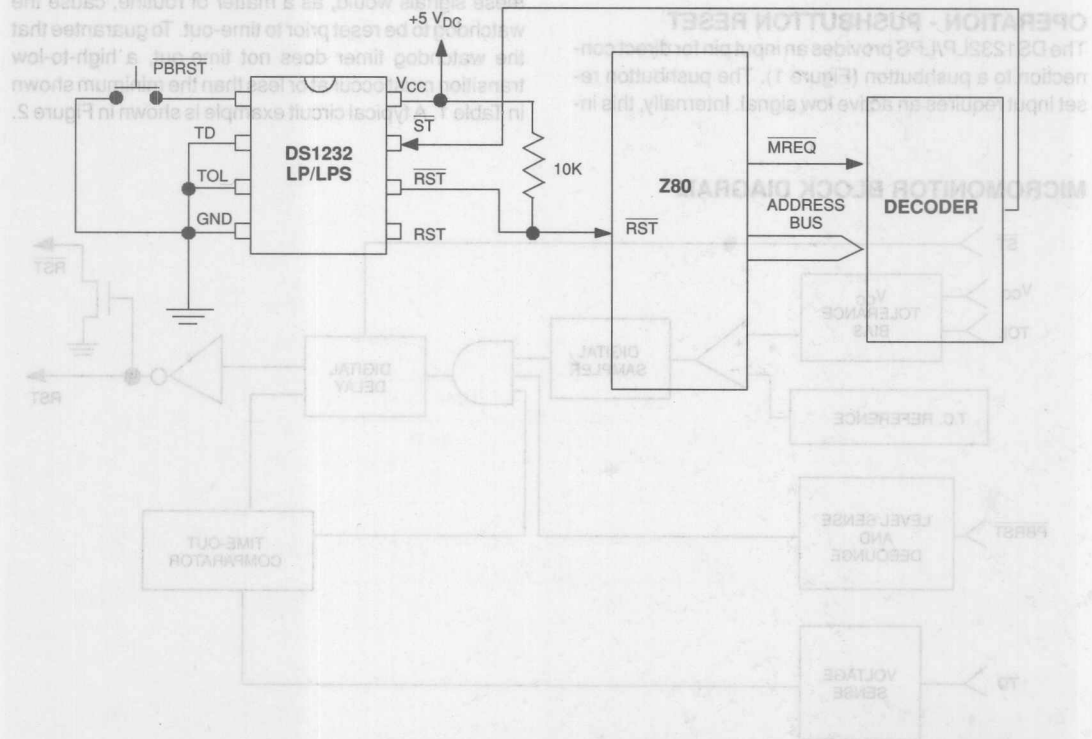 +5 V_DC
PBRST
V_CC
TD
ST
TOL
DS1232
LP/LPS
RST
10K
GND
RST
Z80
RST
MREQ
ADDRESS
BUS
DECODER
OPERATION - PUSHBUTTON RESET
The DS1232LP/LPS provides an input pin for direct con-
nection to a pushbutton (Figure 1). The pushbutton re-
set input requires an active low signal. Internally, this in-
these signals would, as a matter of routine, cause the
watchdog to be reset prior to time-out. To guarantee that
the watchdog timer does not time-out, a high-to-low
transition must occur at or less than the minimum shown
in Table 1. A typical circuit example is shown in Figure 2.
MICROMONITOR BLOCK DIAGRAM
ST
RST
VCC
TOL
VCC
TOLERANCE
BIAS
DIGITAL
SAMPLER
DIGITAL
DELAY
RST
T.C. REFERENCE
LEVEL SENSE
AND
DEBOUNCE
PBRST
TIME-OUT
COMPARATOR
VOLTAGE
SENSE
TD